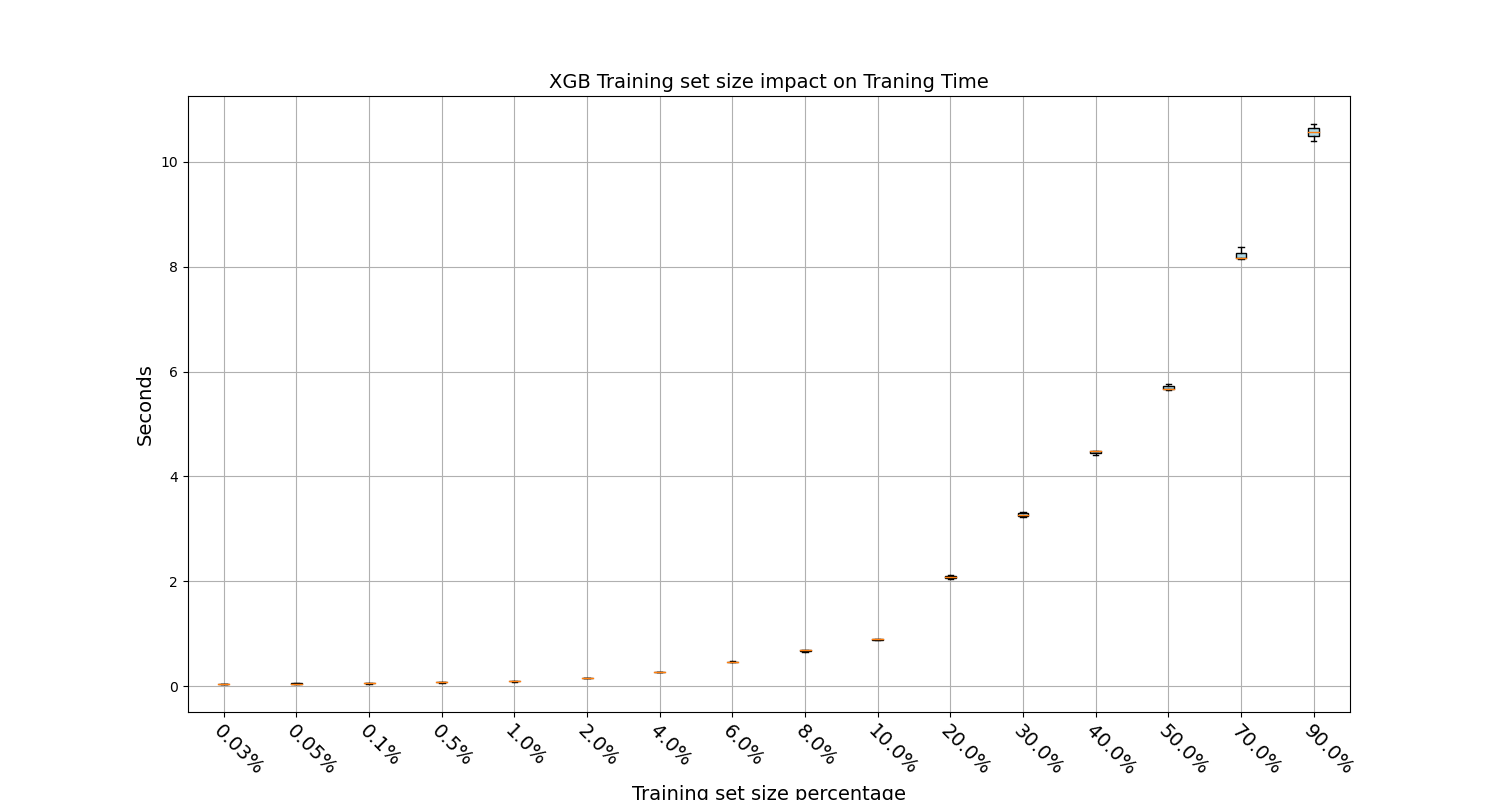 XGB Training set size impact on Traning Time
10
8
6
4
2
0
Seconds
0.03% 0.05% 0.1% 0.5% 1.0% 2.0% 4.0% 6.0% 8.0% 10.0% 20.0% 30.0% 40.0% 50.0% 70.0% 90.0%
Training set size percentage